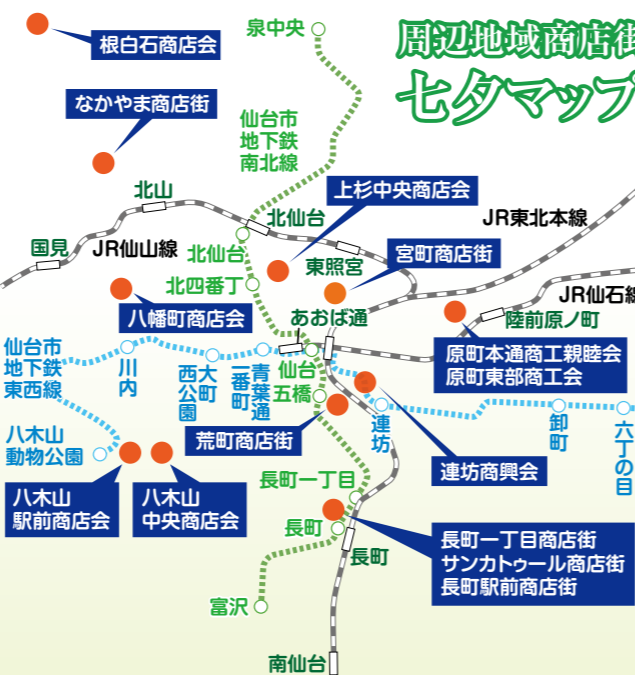 周辺地域商店街
七夕マップ
根白石商店会
泉中央
なかやま商店街
仙台市
地下鉄
南北線
上杉中央商店会
北山
北仙台
JR東北本線
国見
JR仙山線
北仙台
宮町商店街
東照宮
北四番丁
JR仙石線
八幡町商店会
あおば通
陸前原ノ町
仙台市
地下鉄
東西線
川内
大町
西公園
青葉通
一番町
仙台
五橋
原町本通商工親睦会
原町東部商工会
荒町商店街
連坊
卸町
六丁の目
八木山
動物公園
連坊商興会
八木山
駅前商店会
八木山
中央商店会
長町一丁目
長町
長町
長町一丁目商店街
サンカトゥール商店街
長町駅前商店街
富沢
南仙台